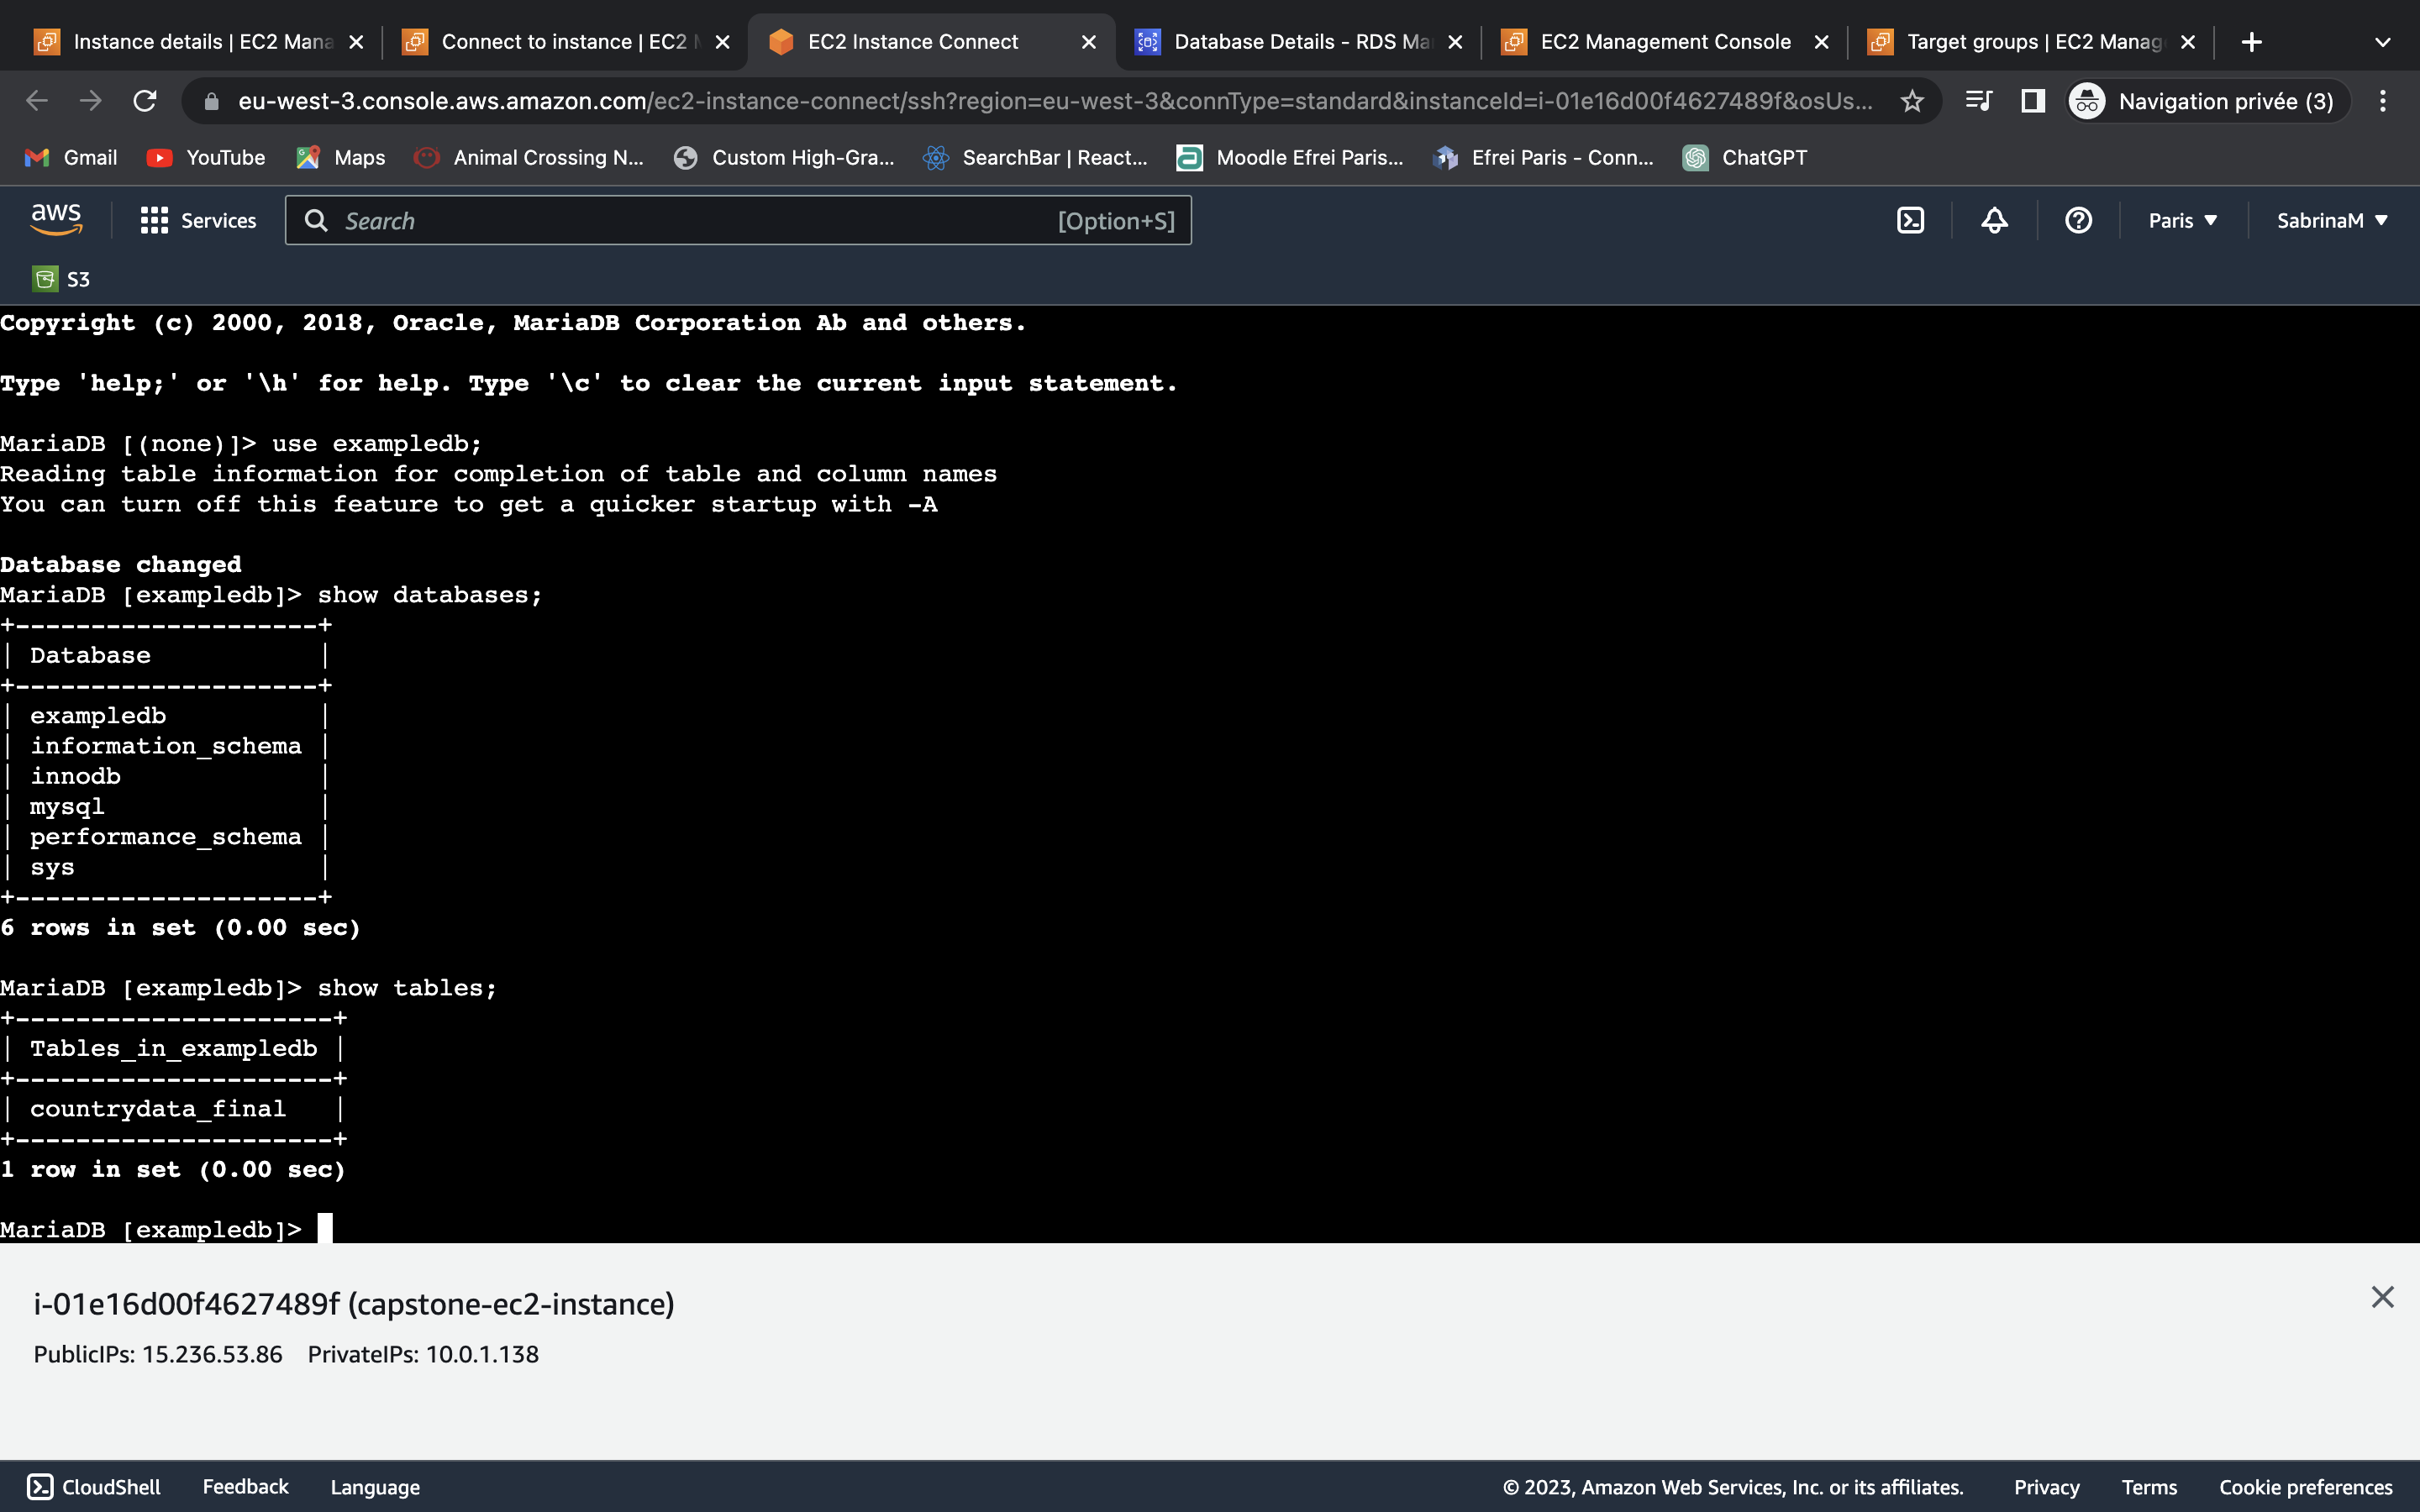 Instance details | EC2 Mana
Connect to instance | EC2 M
EC2 Instance Connect
Database Details - RDS Ma
EC2 Management Console
Target groups | EC2 Manag
eu-west-3.console.aws.amazon.com/ec2-instance-connect/ssh?region=eu-west-3&connType=standard&instanceId=i-01e16d00f4627489f&osUs...
Navigation privée (3)
Gmail
YouTube
Maps
Animal Crossing N...
Custom High-Gra...
SearchBar | React...
Moodle Efrei Paris...
Efrei Paris - Conn...
ChatGPT
aws
Services
Search
[Option+S]
Paris
SabrinaM
S3
Copyright (c) 2000, 2018, Oracle, MariaDB Corporation Ab and others.
Type 'help;' or '\h' for help. Type '\c' to clear the current input statement.
MariaDB [(none)]> use exampledb;
Reading table information for completion of table and column names
You can turn off this feature to get a quicker startup with -A
Database changed
MariaDB [exampledb]> show databases;
+--------------------+
| Database           |
+--------------------+
| exampledb          |
| information_schema |
| innodb             |
| mysql              |
| performance_schema |
| sys                |
+--------------------+
6 rows in set (0.00 sec)
MariaDB [exampledb]> show tables;
+---------------------+
| Tables_in_exampledb |
+---------------------+
| countrydata_final   |
+---------------------+
1 row in set (0.00 sec)
MariaDB [exampledb]>
i-01e16d00f4627489f (capstone-ec2-instance)
PublicIPs: 15.236.53.86 PrivateIPs: 10.0.1.138
CloudShell
Feedback
Language
© 2023, Amazon Web Services, Inc. or its affiliates.
Privacy
Terms
Cookie preferences